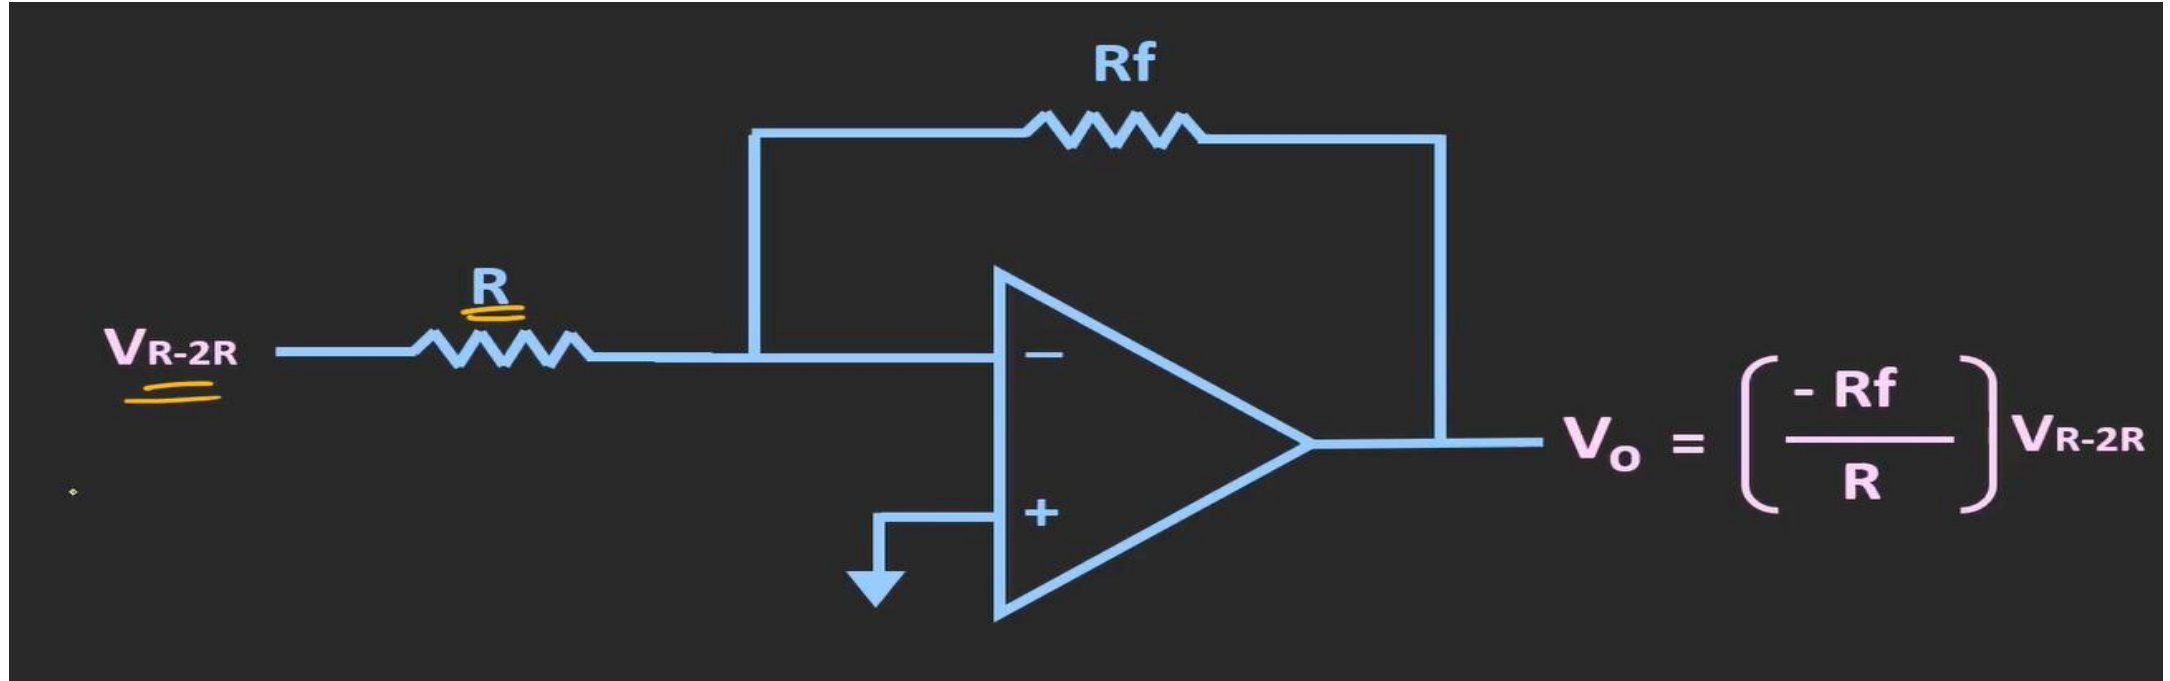 Rf
R
VR-2R
−
+
Vo = ( - Rf / R ) VR-2R